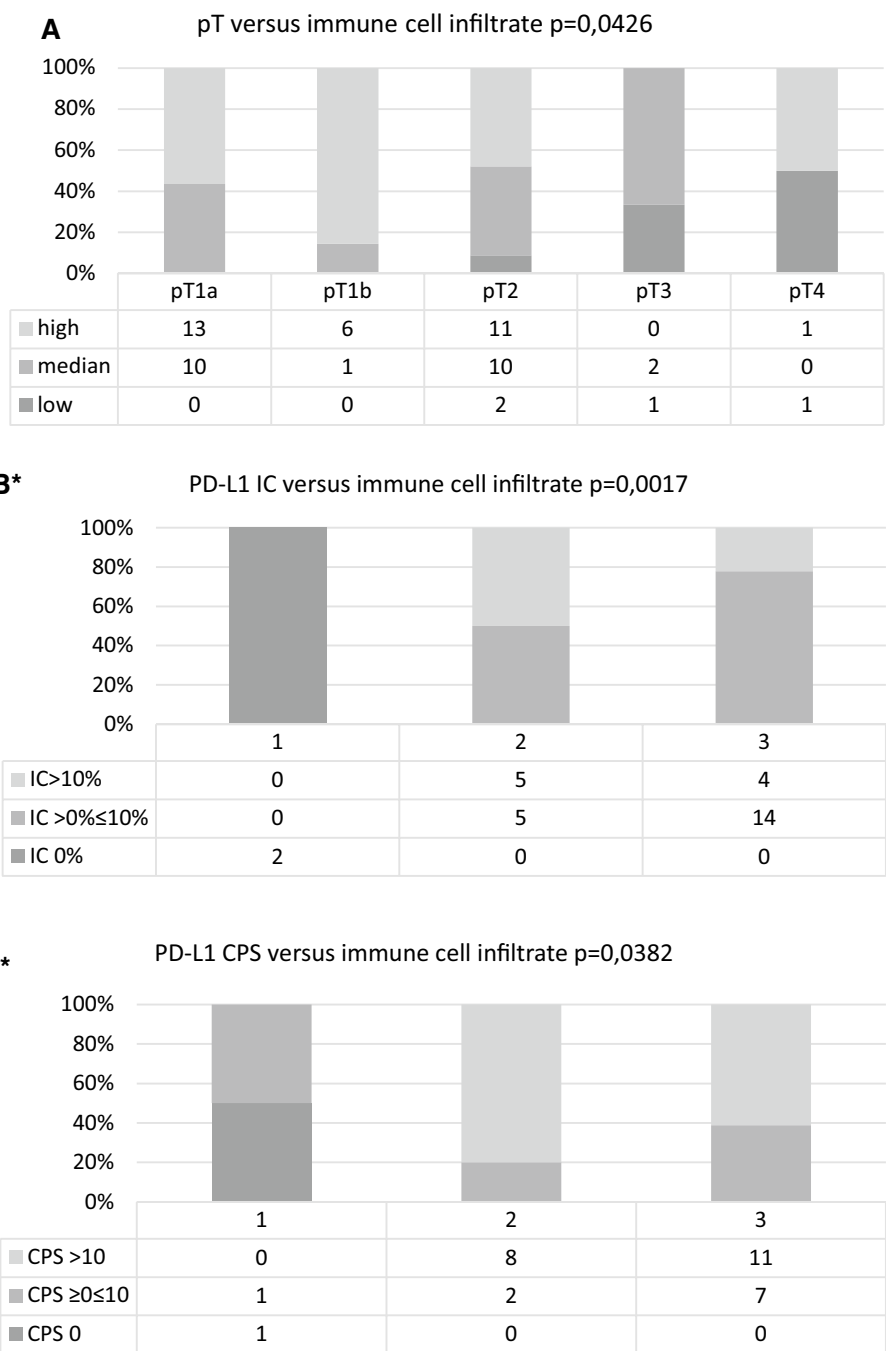 A
pT versus immune cell infiltrate p=0,0426
100%
80%
60%
40%
20%
0%
pT1a pT1b pT2 pT3 pT4
high 13 6 11 0 1
median 10 1 10 2 0
low 0 0 2 1 1
B*
PD-L1 IC versus immune cell infiltrate p=0,0017
100%
80%
60%
40%
20%
0%
1 2 3
IC>10% 0 5 4
IC >0%≤10% 0 5 14
IC 0% 2 0 0
*
PD-L1 CPS versus immune cell infiltrate p=0,0382
100%
80%
60%
40%
20%
0%
1 2 3
CPS >10 0 8 11
CPS ≥0≤10 1 2 7
CPS 0 1 0 0